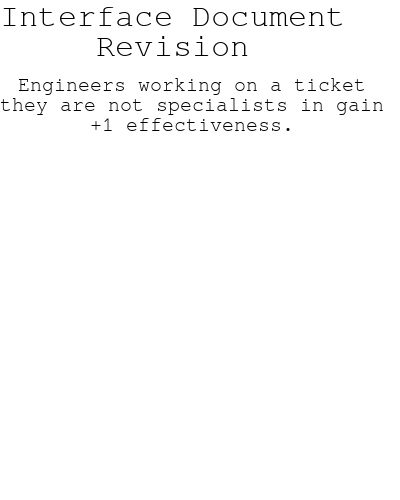 Interface Document
Revision
Engineers working on a ticket
they are not specialists in gain
+1 effectiveness.